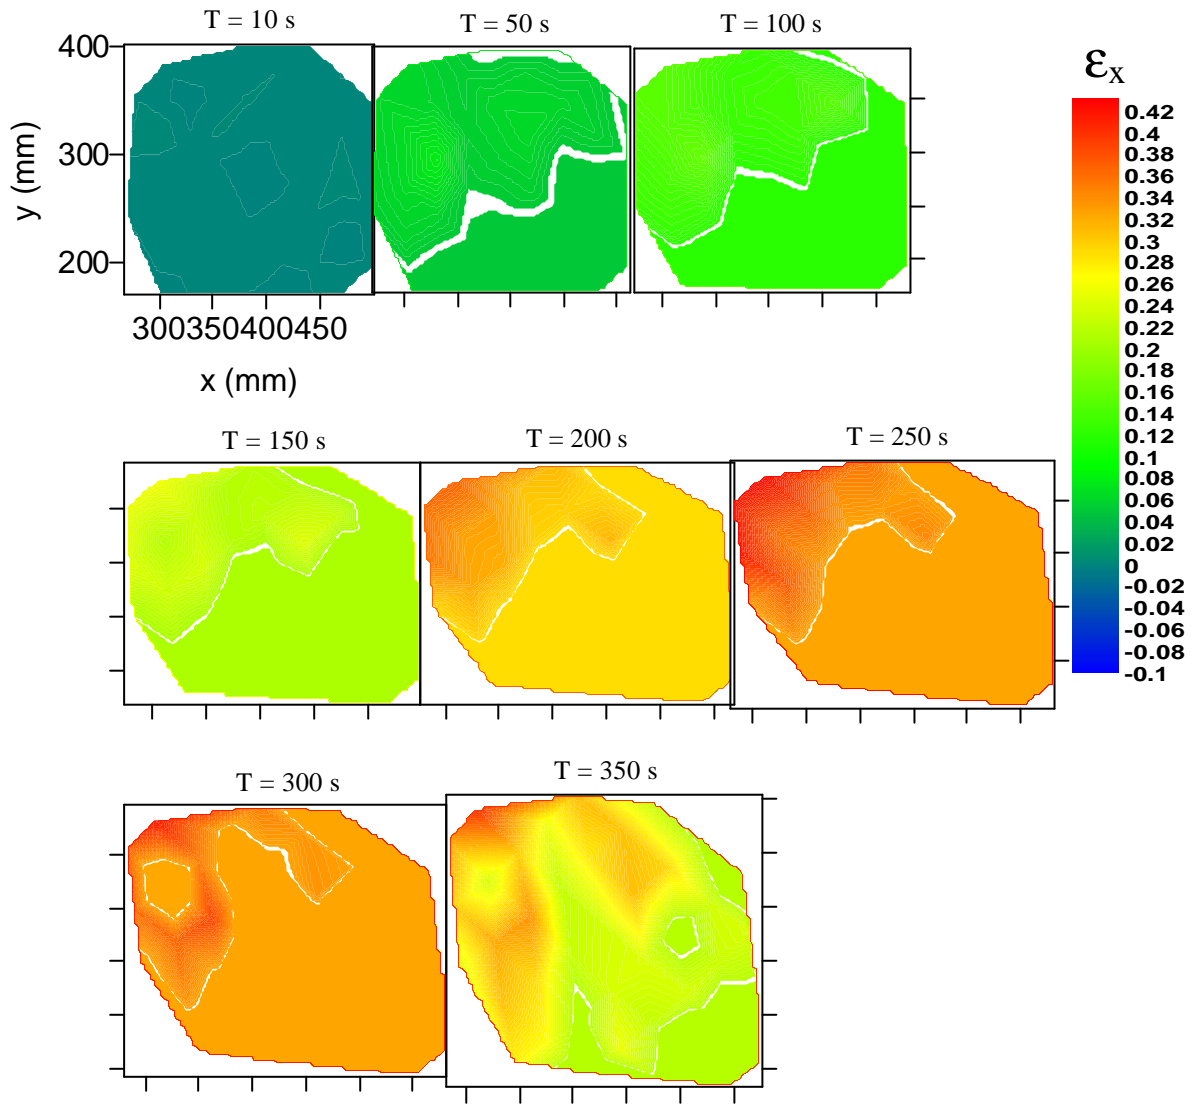 T = 10 s
T = 50 s
T = 100 s
εx
400
300
200
y (mm)
300350400450
x (mm)
0.42
0.4
0.38
0.36
0.34
0.32
0.3
0.28
0.26
0.24
0.22
0.2
0.18
0.16
0.14
0.12
0.1
0.08
0.06
0.04
0.02
0
-0.02
-0.04
-0.06
-0.08
-0.1
T = 150 s
T = 200 s
T = 250 s
T = 300 s
T = 350 s